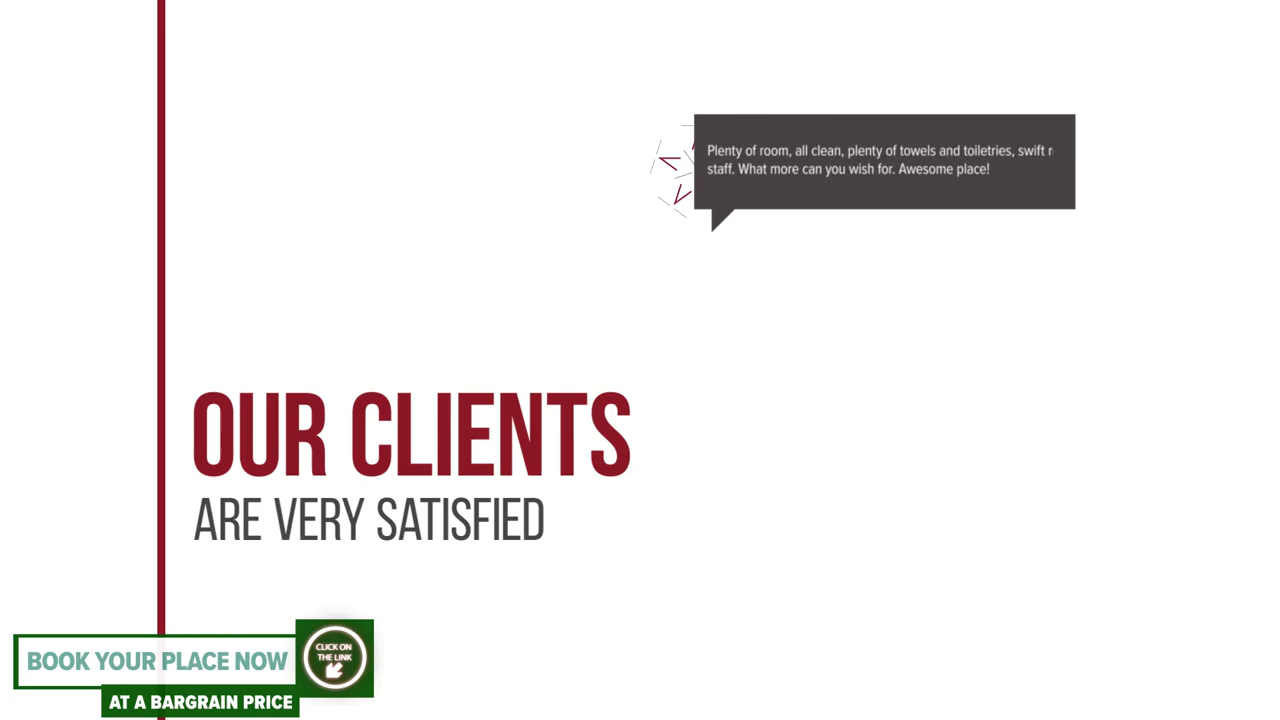 Plenty of room, all clean, plenty of towels and toiletries, swift
staff. What more can you wish for. Awesome place!
OUR CLIENTS
ARE VERY SATISFIED
BOOK YOUR PLACE NOW
CLICK ON
THE LINK
AT A BARGRAIN PRICE